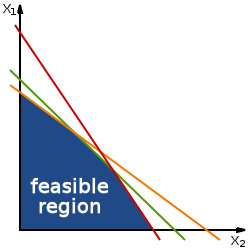 X₁
feasible
region
X₂